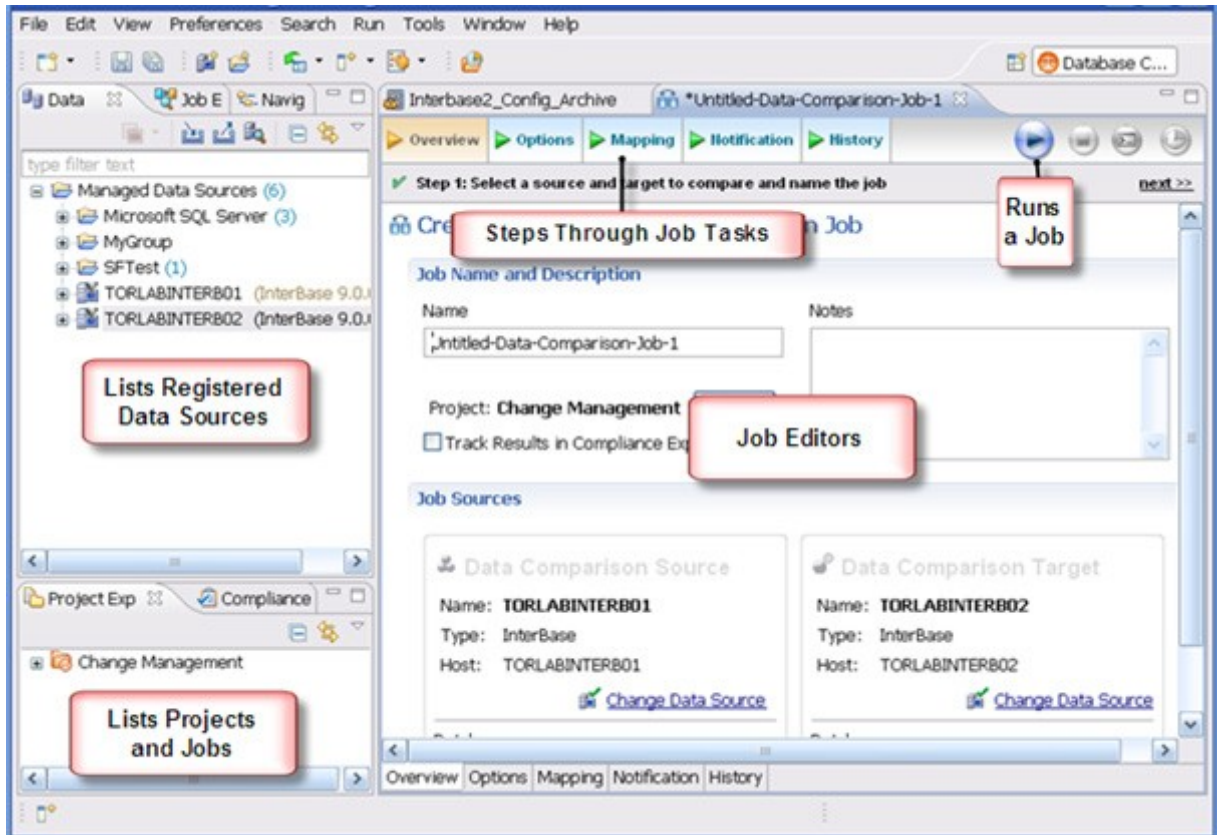 File Edit View Preferences Search Run Tools Window Help
Database C...
Data
Job E
Navig
Interbase2_Config_Archive
*Untitled-Data-Comparison-Job-1
Overview
Options
Mapping
Notification
History
type filter text
Step 1: Select a source and target to compare and name the job
next >>
Managed Data Sources (6)
Microsoft SQL Server (3)
MyGroup
SFTest (1)
TORLABINTERB01 (InterBase 9.0.
TORLABINTERB02 (InterBase 9.0.
Lists Registered
Data Sources
Steps Through Job Tasks
Runs
a Job
Cre
n Job
Job Name and Description
Name
Notes
Untitled-Data-Comparison-Job-1
Project: Change Management
Track Results in Compliance Exp
Job Editors
Job Sources
Data Comparison Source
Name: TORLABINTERB01
Type: InterBase
Host: TORLABINTERB01
Change Data Source
Data Comparison Target
Name: TORLABINTERB02
Type: InterBase
Host: TORLABINTERB02
Change Data Source
Project Exp
Compliance
Change Management
Lists Projects
and Jobs
Overview Options Mapping Notification History